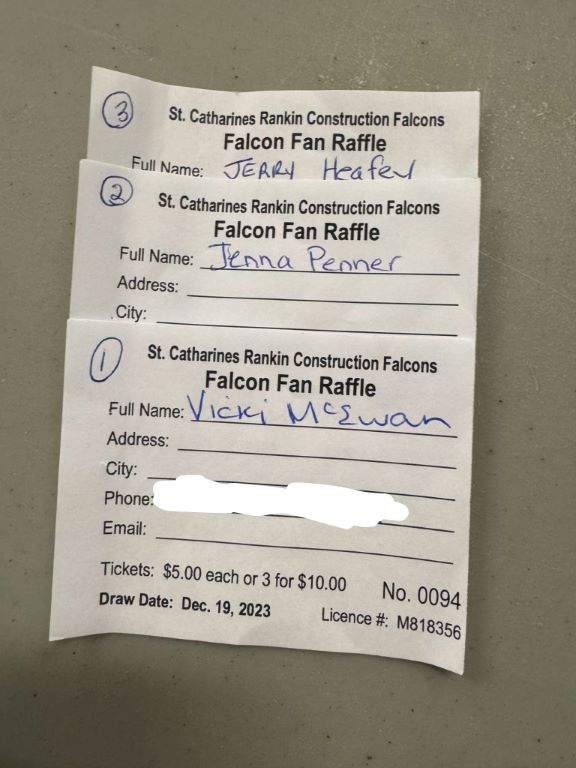 3
St. Catharines Rankin Construction Falcons
Falcon Fan Raffle
Full Name: JERRY Heafey
2
St. Catharines Rankin Construction Falcons
Falcon Fan Raffle
Full Name: Jenna Penner
Address:
City:
1
St. Catharines Rankin Construction Falcons
Falcon Fan Raffle
Full Name: Vicki McEwan
Address:
City:
Phone:
Email:
Tickets: $5.00 each or 3 for $10.00 No. 0094
Draw Date: Dec. 19, 2023 Licence #: M818356